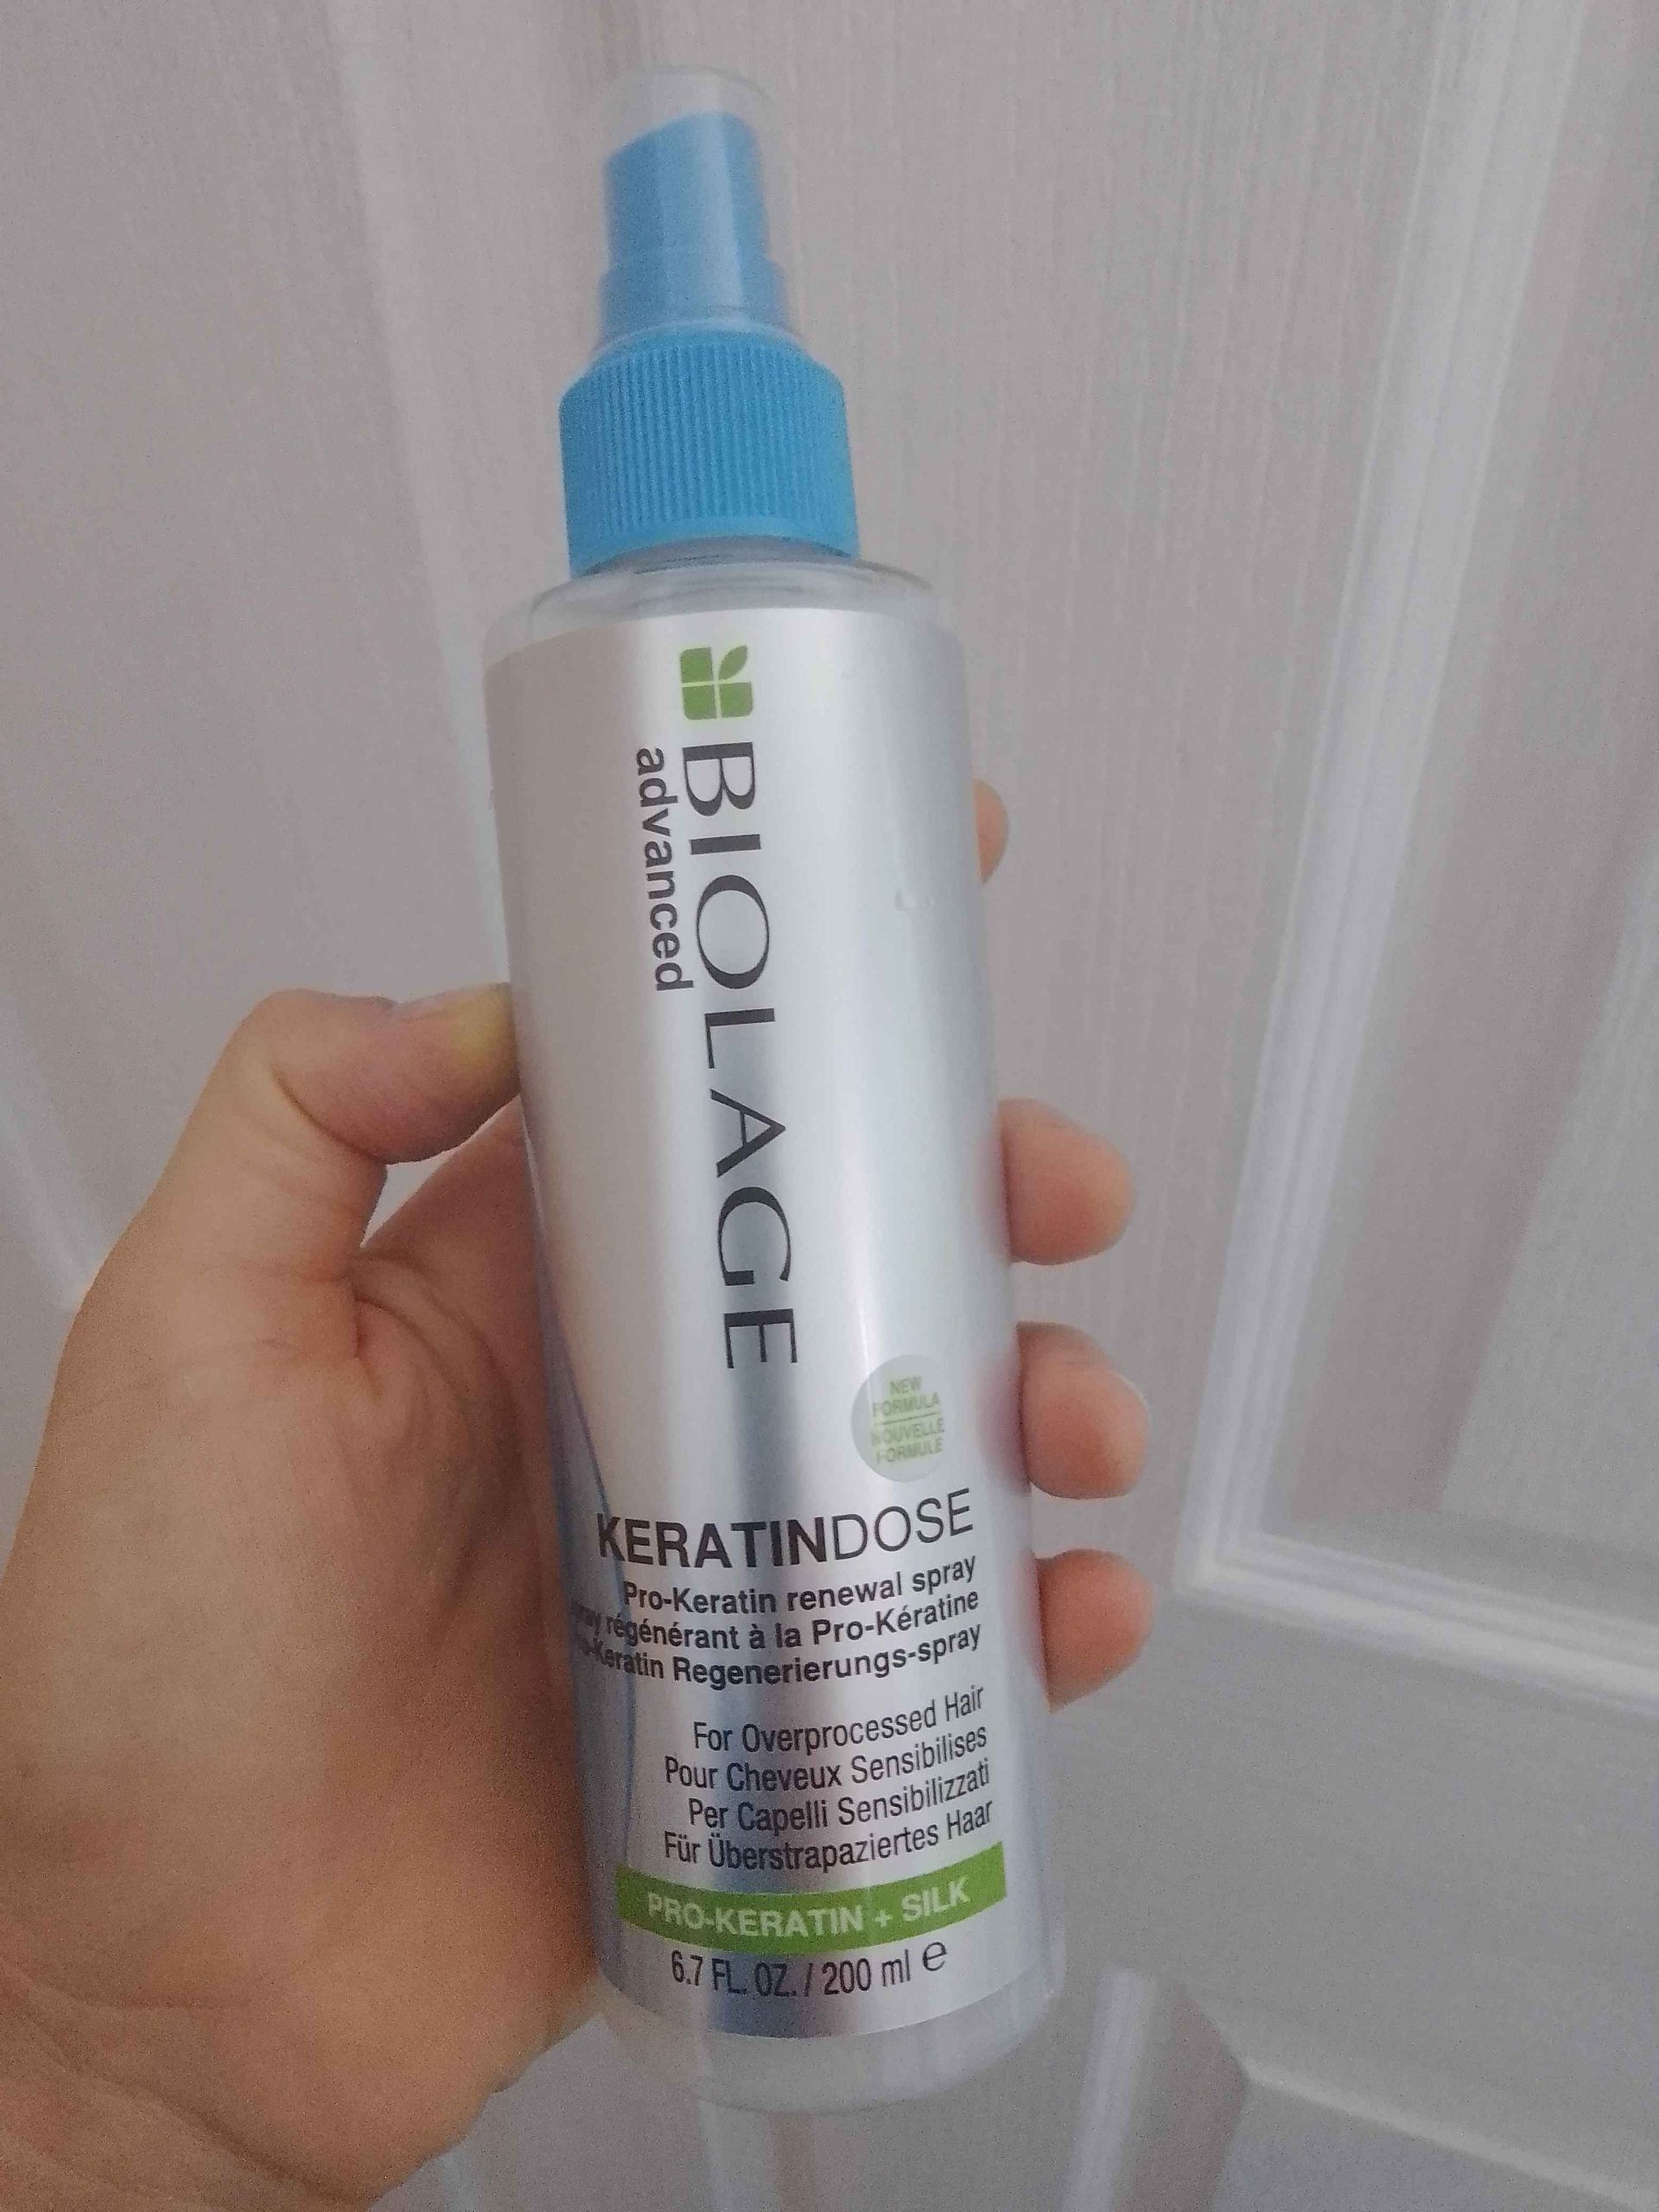 BIOLAGE
advanced
NEW
FORMULA
NOUVELLE
FORMULE
KERATINDOSE
Pro-Keratin renewal spray
régénérant à la Pro-Kératine
Regenerierungs-spray
For Overprocessed Hair
Pour Cheveux Sensibilises
Per Capelli Sensibilizzati
Für Überstrapaziertes Haar
PRO-KERATIN + SILK
6.7 FL. OZ. / 200 ml e